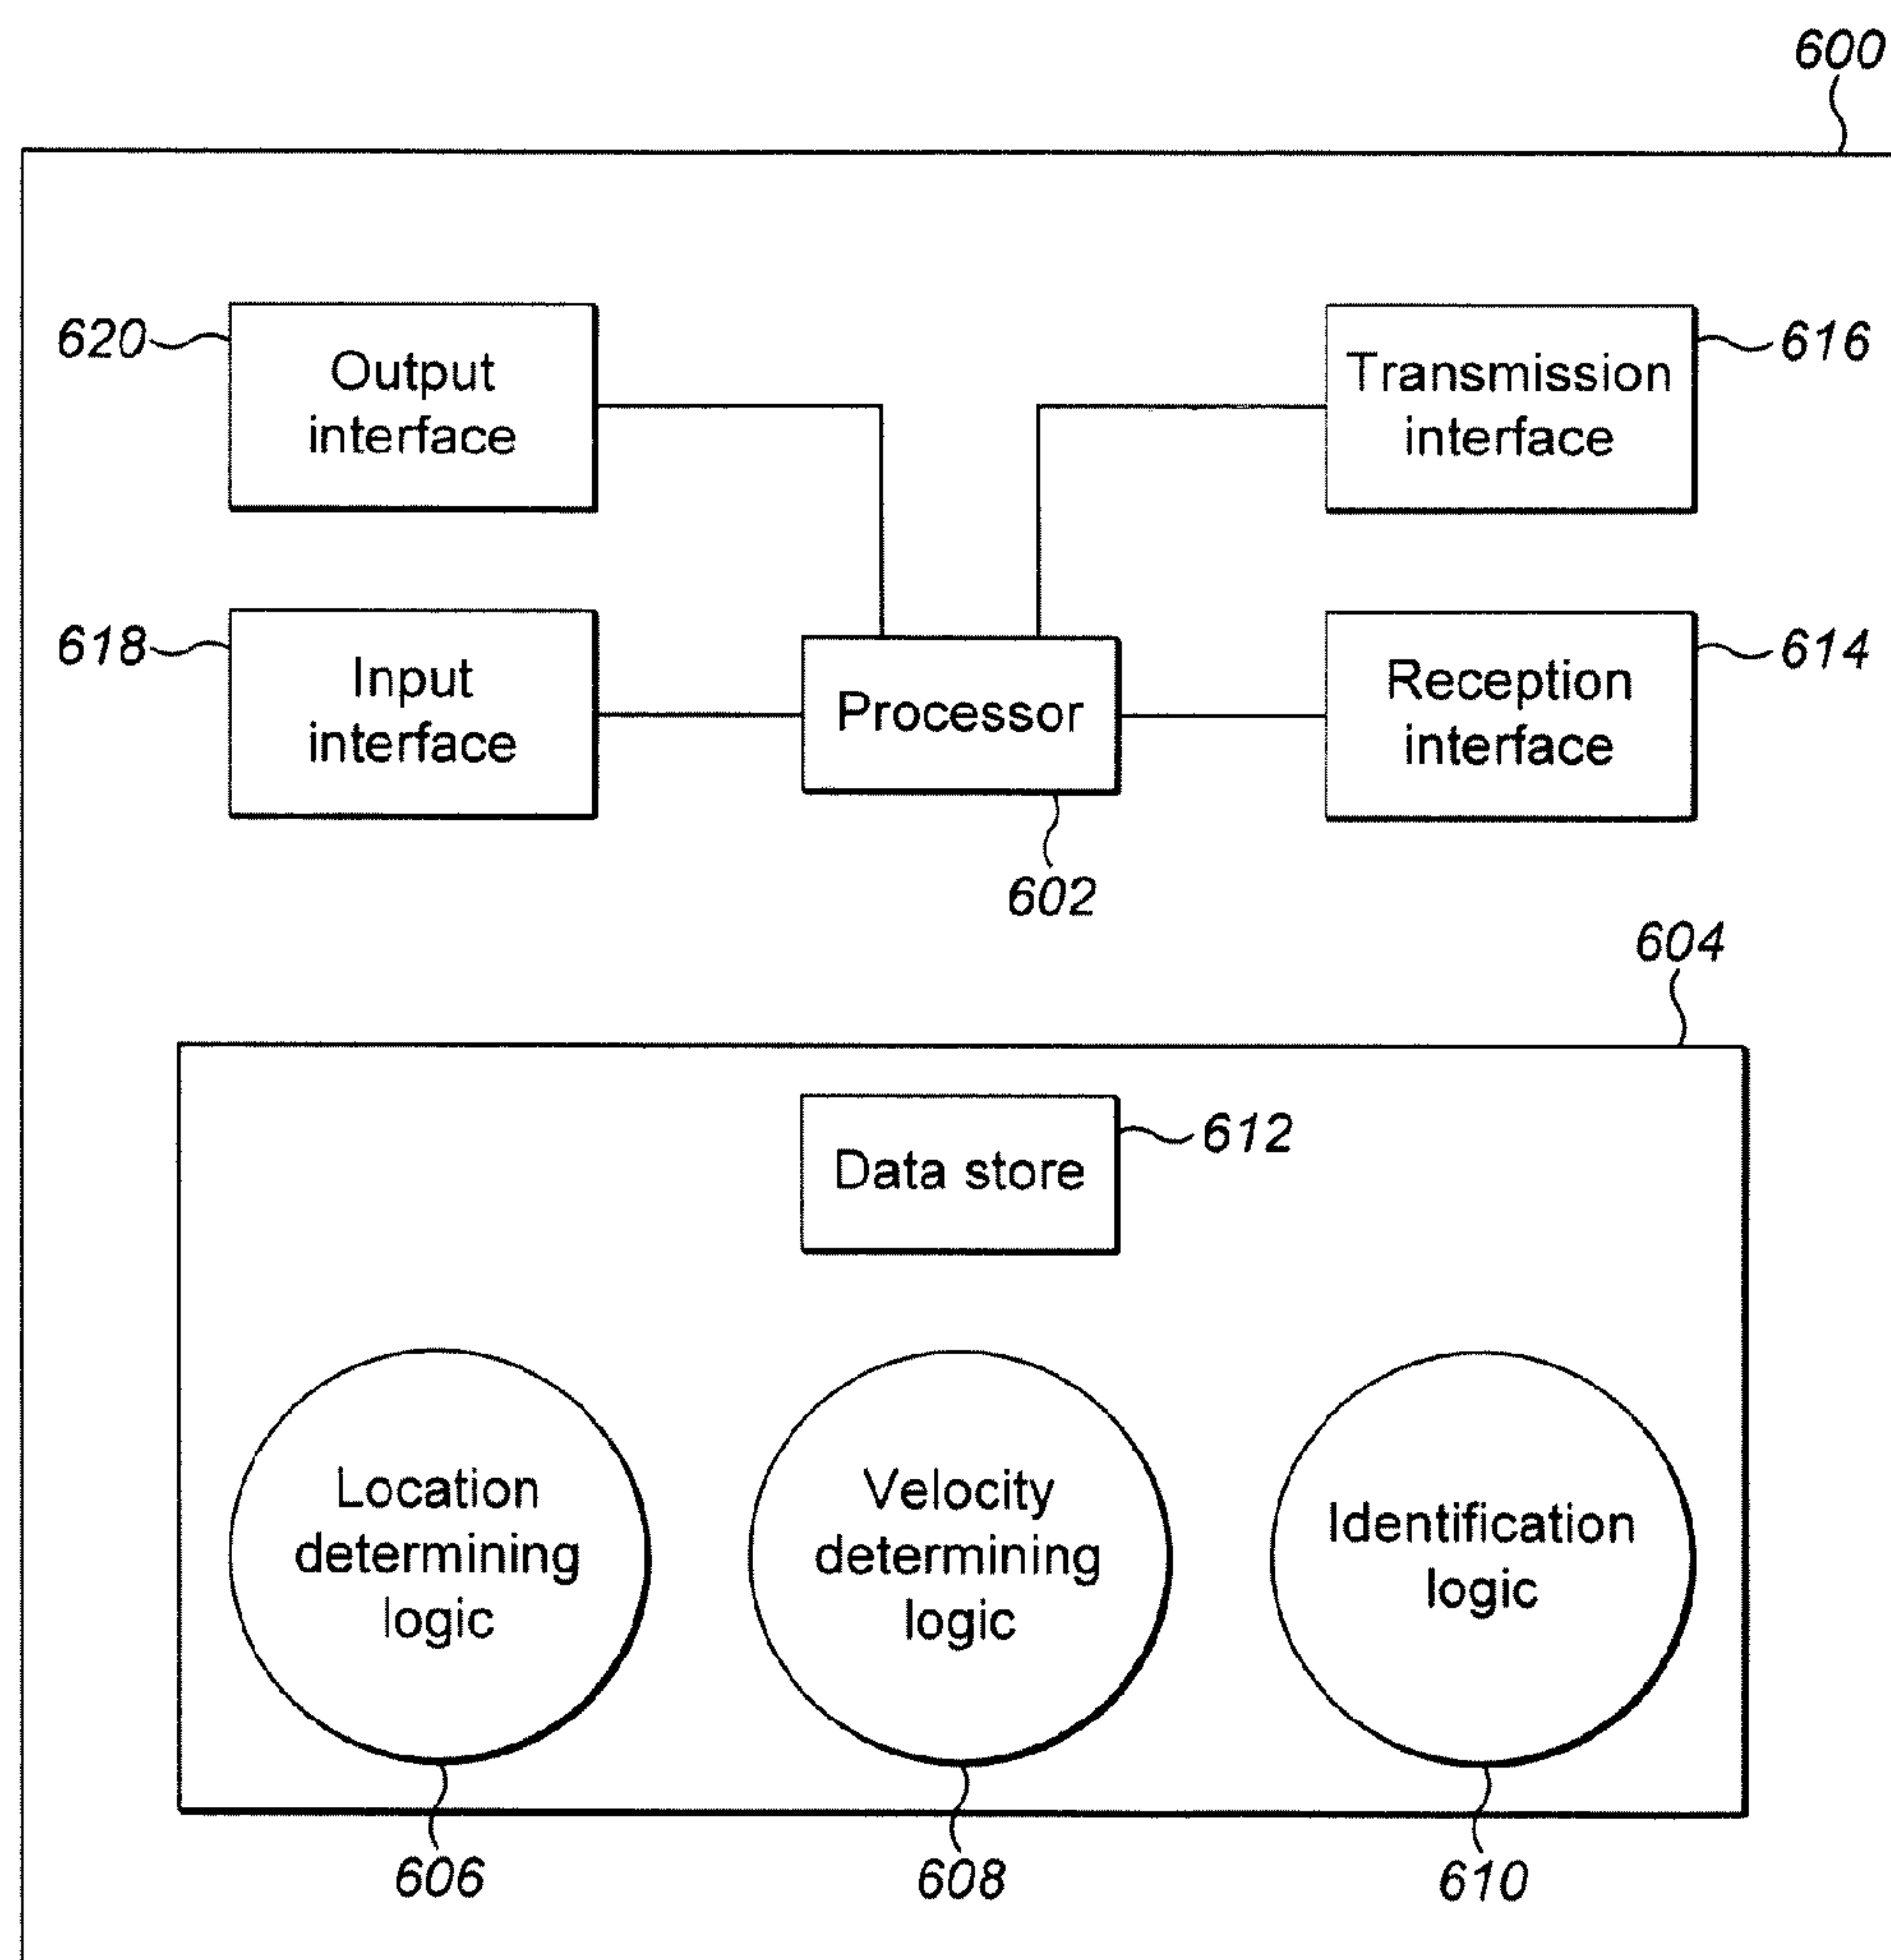 600
620
Output
interface
Transmission
interface
616
618
Input
interface
Processor
Reception
interface
614
602
604
Data store
612
Location
determining
logic
Velocity
determining
logic
Identification
logic
606
608
610